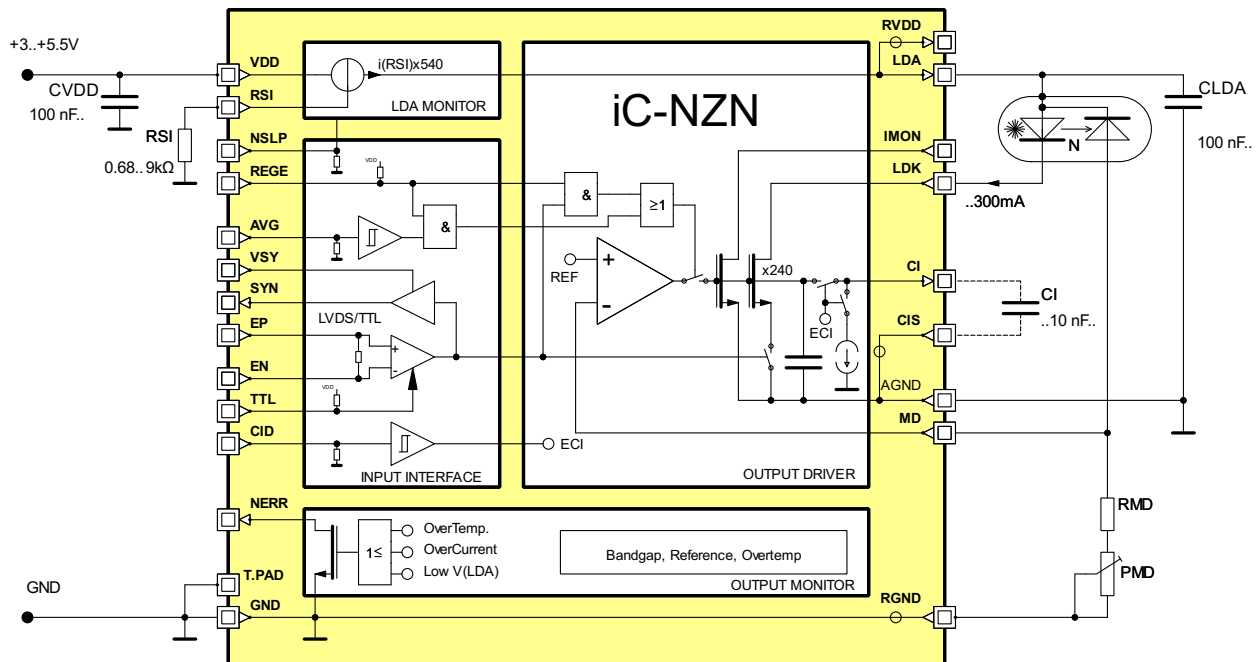 RVDD
+3..+5.5V
VDD
i(RSI)x540
LDA
CVDD
100 nF..
RSI
LDA MONITOR
iC-NZN
CLDA
100 nF..
RSI
0.68..9kΩ
NSLP
IMON
N
REGE
VDD
LDK
..300mA
&
≥1
AVG
&
VSY
REF
+
-
x240
CI
SYN
LVDS/TTL
CI
..10 nF..
EP
+
-
ECI
CIS
EN
VDD
AGND
TTL
MD
CID
ECI
INPUT INTERFACE
OUTPUT DRIVER
NERR
OverTemp.
OverCurrent
Low V(LDA)
1≤
Bandgap, Reference, Overtemp
RMD
OUTPUT MONITOR
PMD
T.PAD
GND
GND
RGND